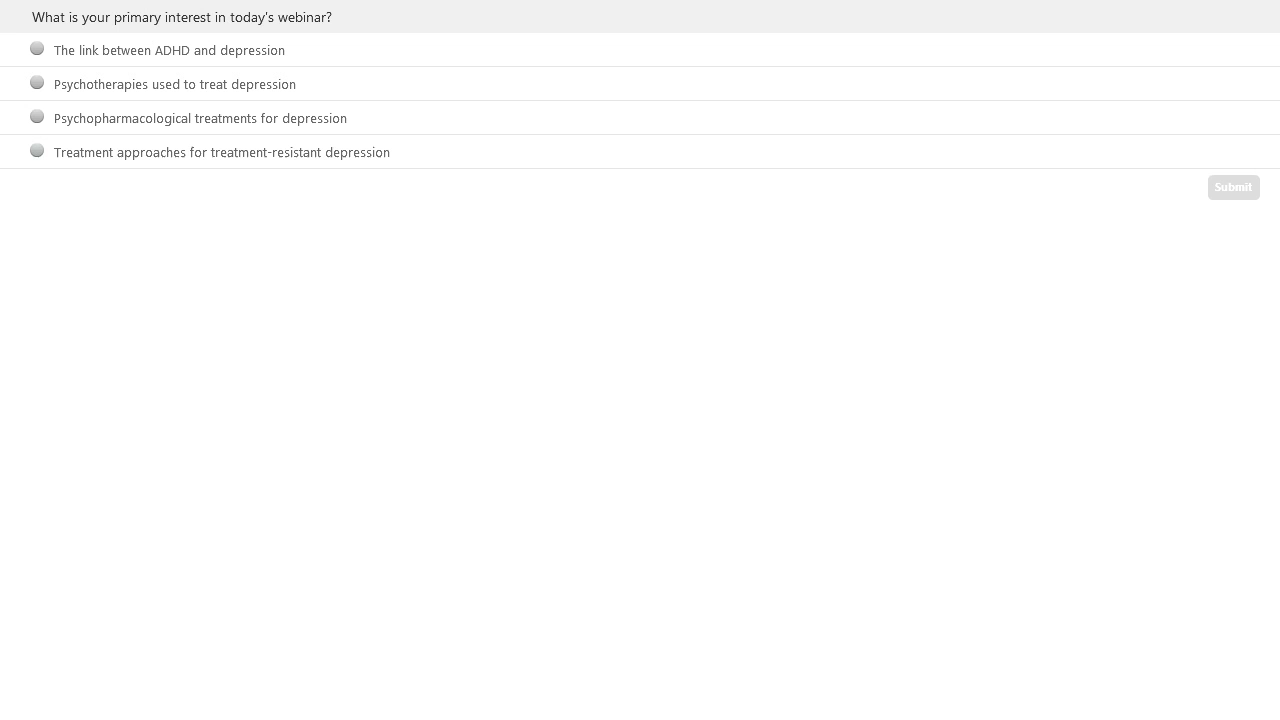 What is your primary interest in today's webinar?
The link between ADHD and depression
Psychotherapies used to treat depression
Psychopharmacological treatments for depression
Treatment approaches for treatment-resistant depression
Submit